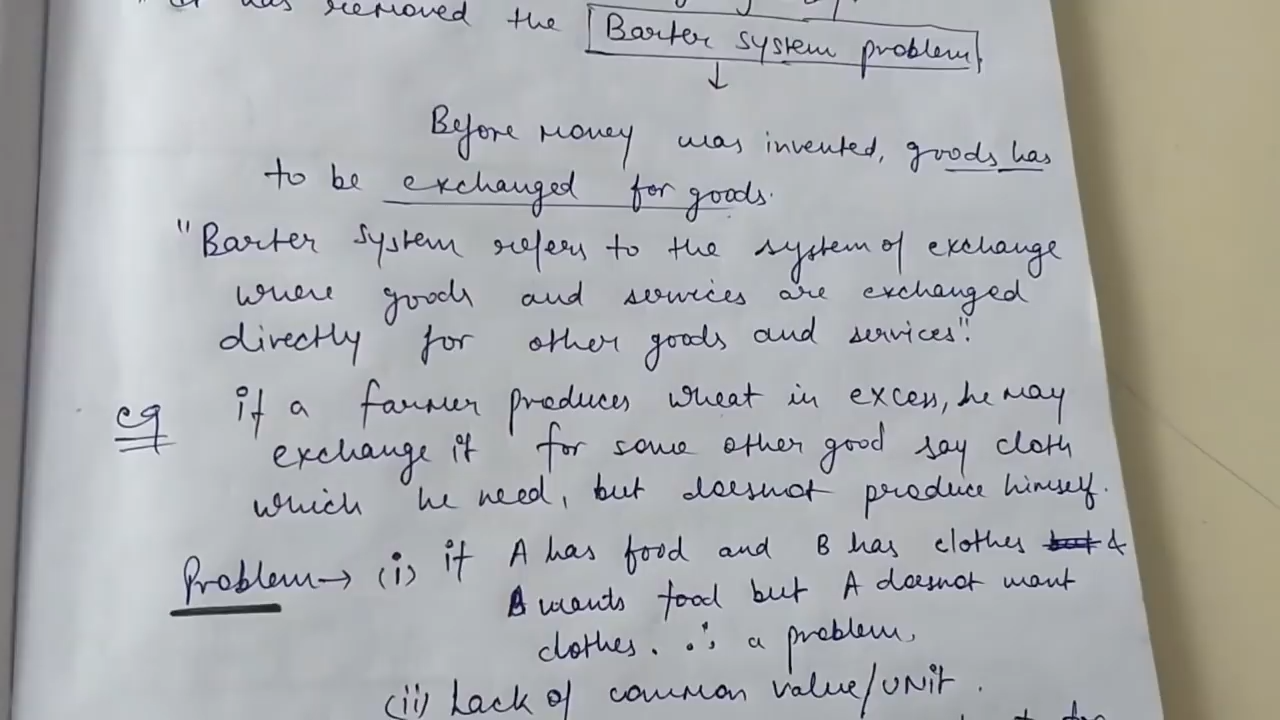 has removed the Barter system problem
↓
Before money was invented, goods has
to be exchanged for goods.
"Barter system refers to the system of exchange
where goods and services are exchanged
directly for other goods and services".
eg if a farmer produces wheat in excess, he may
exchange it for some other good say cloth
which he need, but doesnot produce himself.
Problem → (i) if A has food and B has clothes but &
B wants food but A doesnot want
clothes. ∴ a problem.
(ii) Lack of common value/UNit.